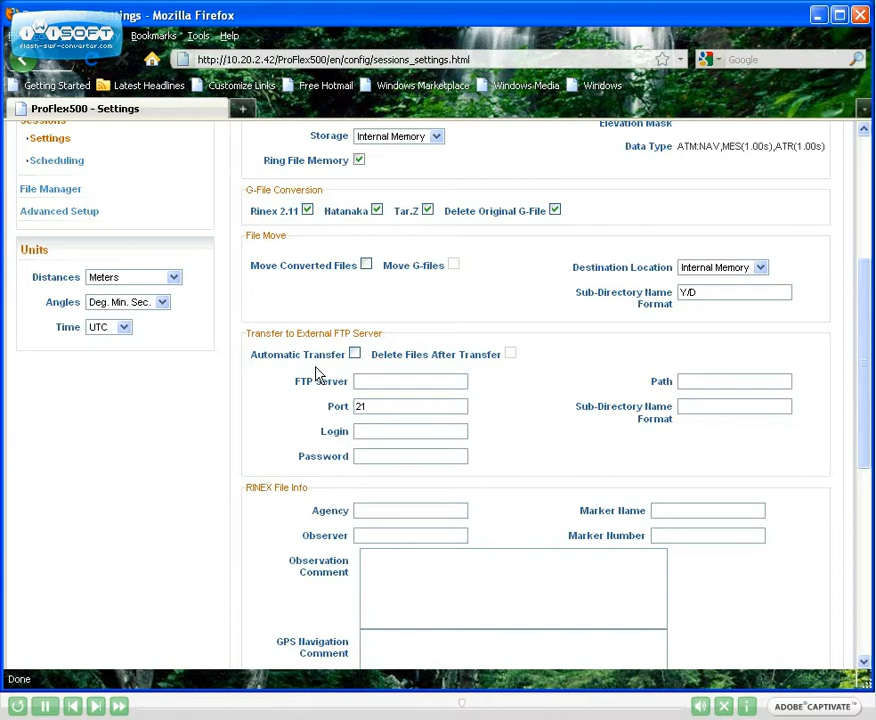 Settings - Mozilla Firefox
iWiSOFT
flash-swf-converter.com
Bookmarks Tools Help
http://10.20.2.42/ProFlex500/en/config/sessions_settings.html
Google
Getting Started Latest Headlines Customize Links Free Hotmail Windows Marketplace Windows Media Windows
ProFlex500 - Settings
Sessions
Settings
Scheduling
File Manager
Advanced Setup
Units
Distances Meters
Angles Deg. Min. Sec.
Time UTC
Storage Internal Memory
Elevation Mask
Ring File Memory
Data Type ATM:NAV,MES(1.00s),ATR(1.00s)
G-File Conversion
Rinex 2.11 Hatanaka Tar.Z Delete Original G-File
File Move
Move Converted Files Move G-files
Destination Location Internal Memory
Sub-Directory Name Format Y/D
Transfer to External FTP Server
Automatic Transfer Delete Files After Transfer
FTP Server Path
Port 21
Sub-Directory Name Format
Login
Password
RINEX File Info
Agency Marker Name
Observer Marker Number
Observation
Comment
GPS Navigation
Comment
Done
ADOBE CAPTIVATE